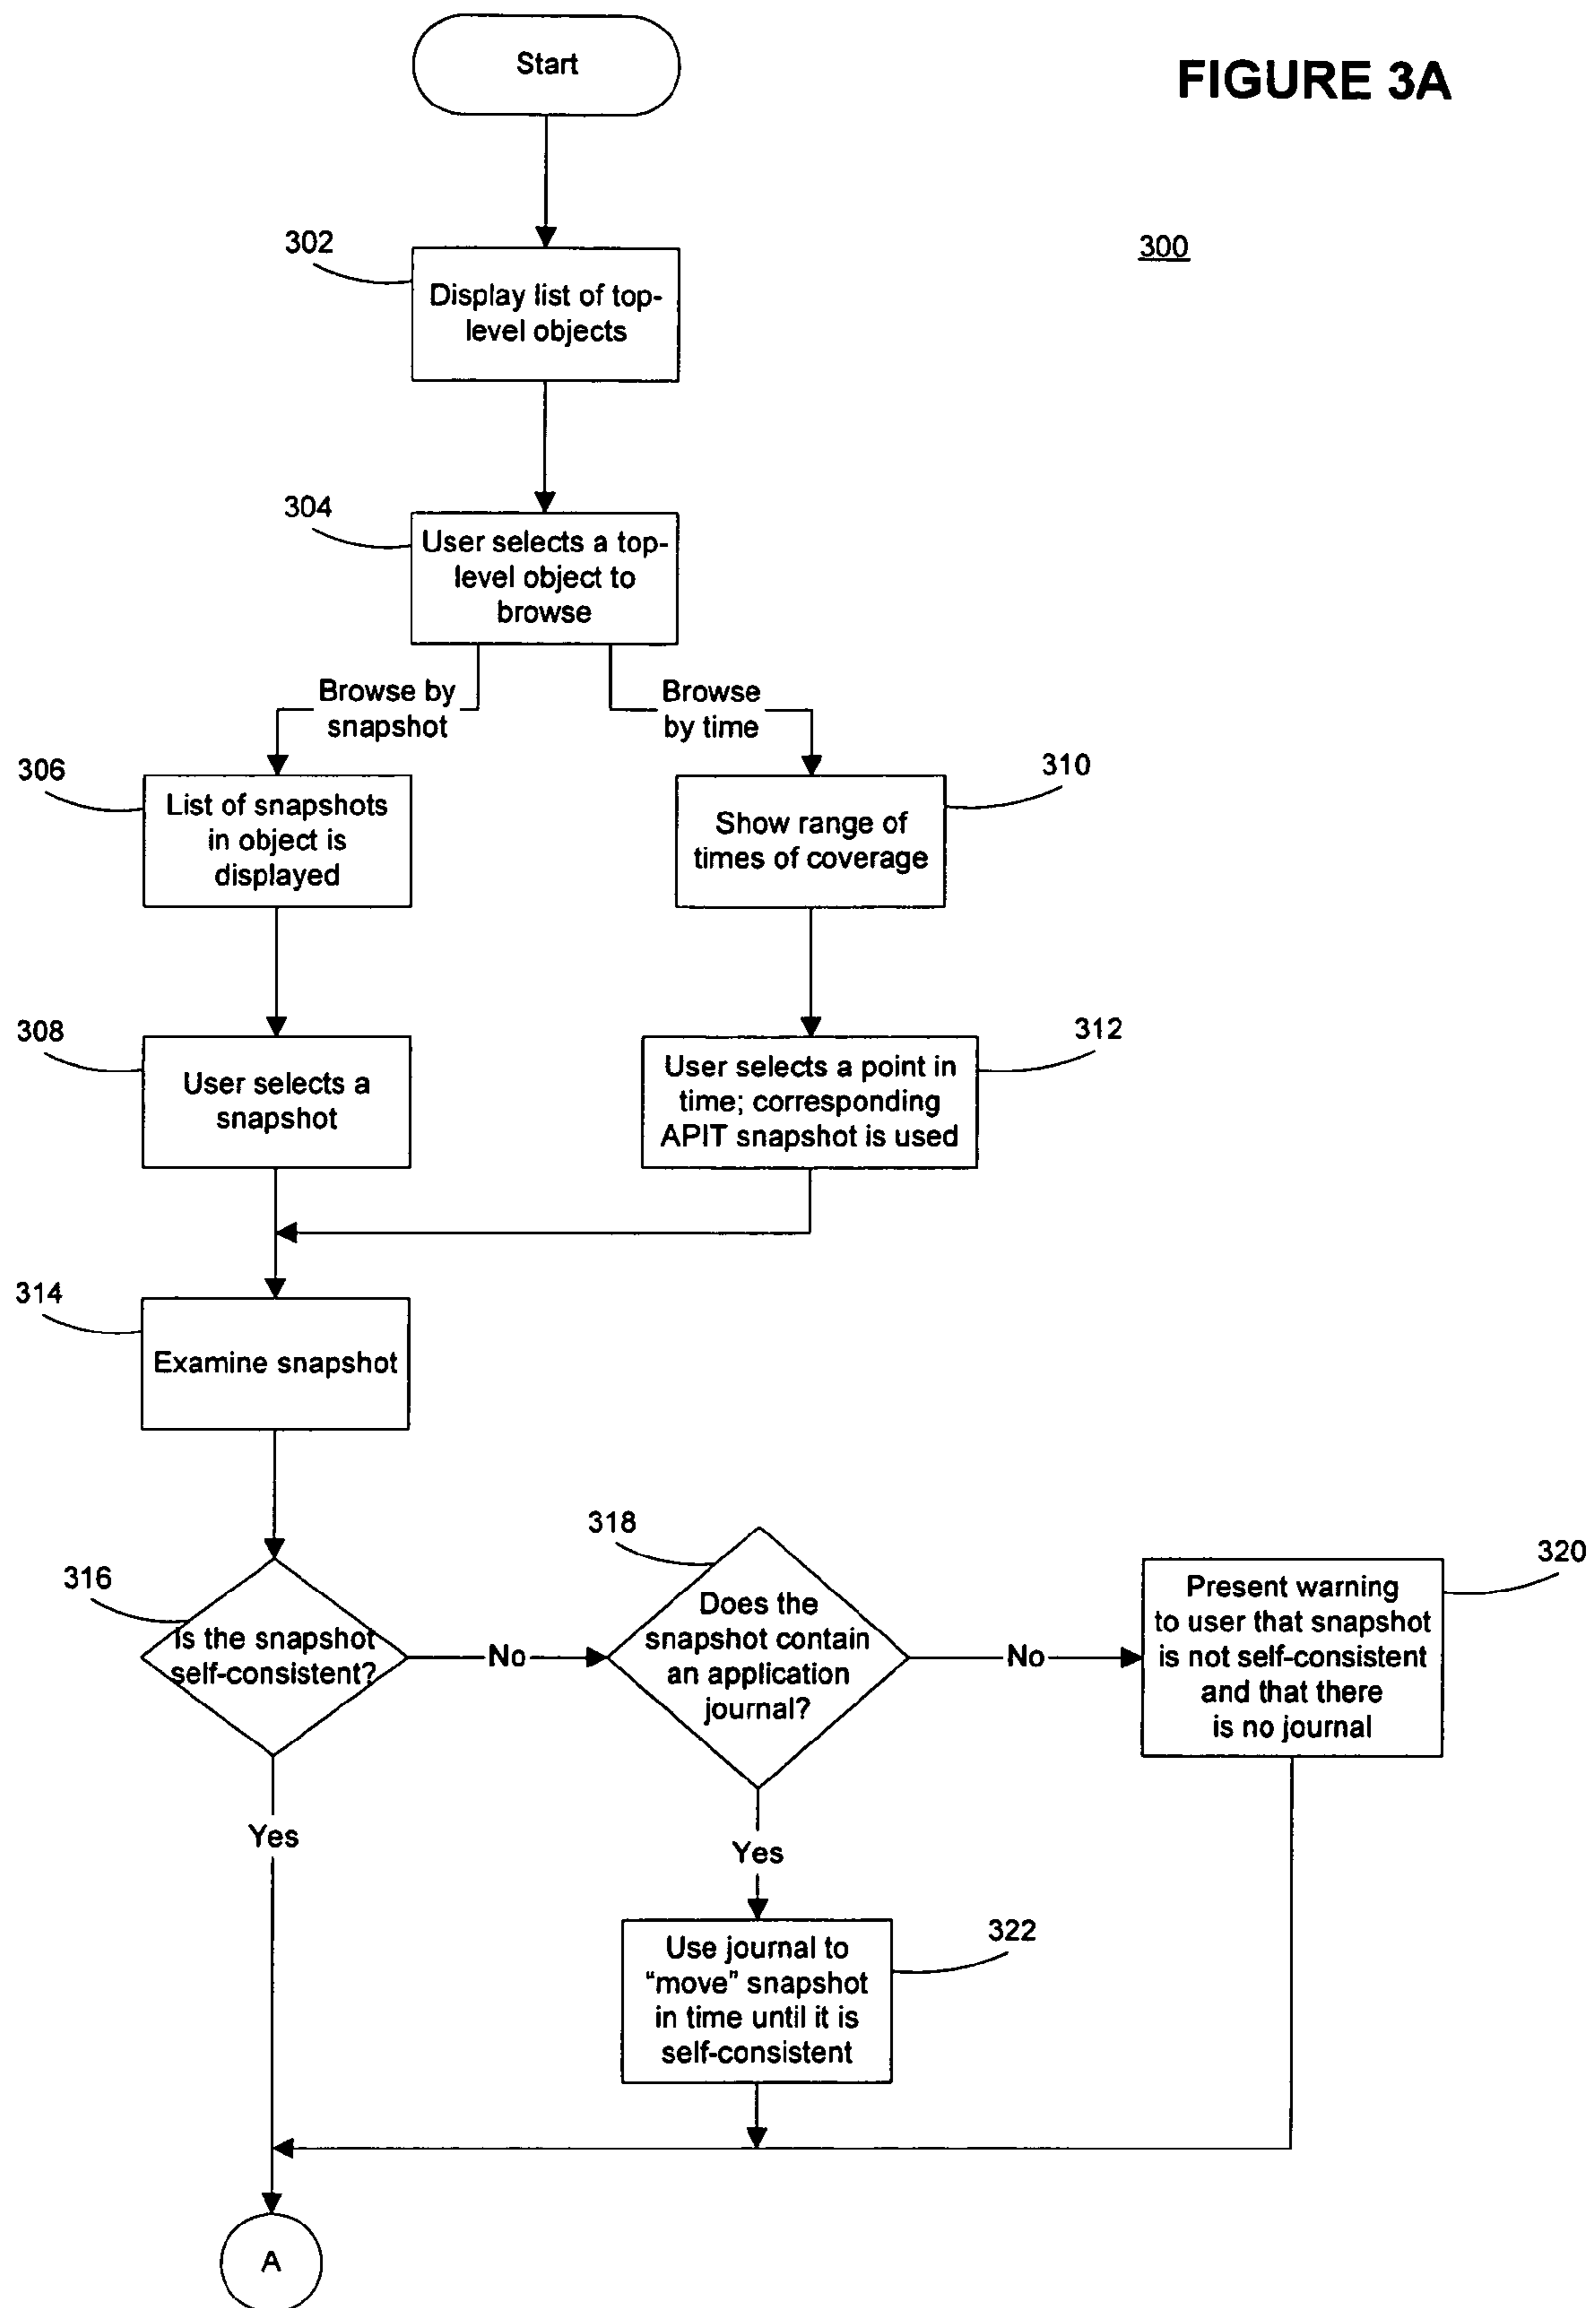 Start
FIGURE 3A
300
302
Display list of top-
level objects
304
User selects a top-
level object to
browse
Browse by
snapshot
Browse
by time
306
List of snapshots
in object is
displayed
310
Show range of
times of coverage
308
User selects a
snapshot
312
User selects a point in
time; corresponding
APIT snapshot is used
314
Examine snapshot
316
Is the snapshot
self-consistent?
No
318
Does the
snapshot contain
an application
journal?
No
320
Present warning
to user that snapshot
is not self-consistent
and that there
is no journal
Yes
Yes
322
Use journal to
“move” snapshot
in time until it is
self-consistent
A